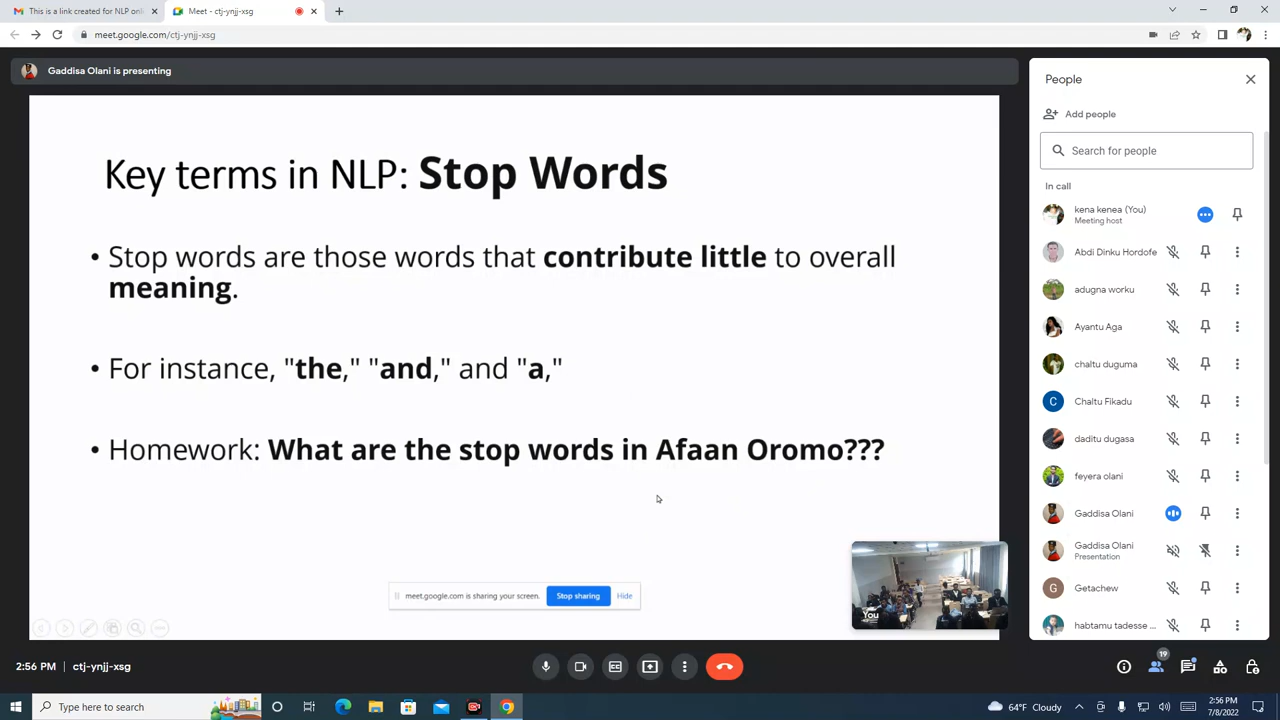 This is a link created for NLP onli
Meet - ctj-ynjj-xsg
meet.google.com/ctj-ynjj-xsg
Gaddisa Olani is presenting
Key terms in NLP: Stop Words
• Stop words are those words that contribute little to overall
meaning.
• For instance, "the," "and," and "a,"
• Homework: What are the stop words in Afaan Oromo???
meet.google.com is sharing your screen.
Stop sharing
Hide
You
People
Add people
Search for people
In call
kena kenea (You)
Meeting host
Abdi Dinku Hordofe
adugna worku
Ayantu Aga
chaltu duguma
C
Chaltu Fikadu
daditu dugasa
feyera olani
Gaddisa Olani
Gaddisa Olani
Presentation
G
Getachew
habtamu tadesse ...
2:56 PM | ctj-ynjj-xsg
19
Type here to search
64°F Cloudy
2:56 PM
7/8/2022